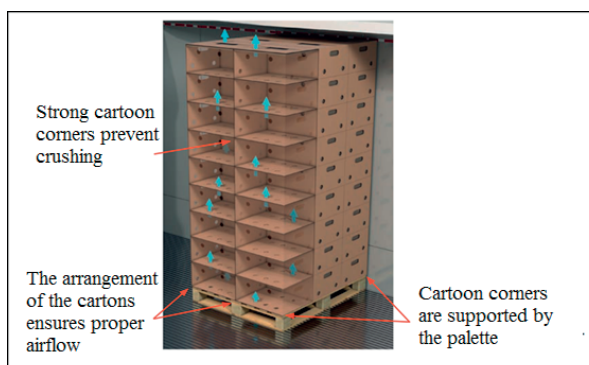 Strong cartoon
corners prevent
crushing
The arrangement
of the cartons
ensures proper
airflow
Cartoon corners
are supported by
the palette